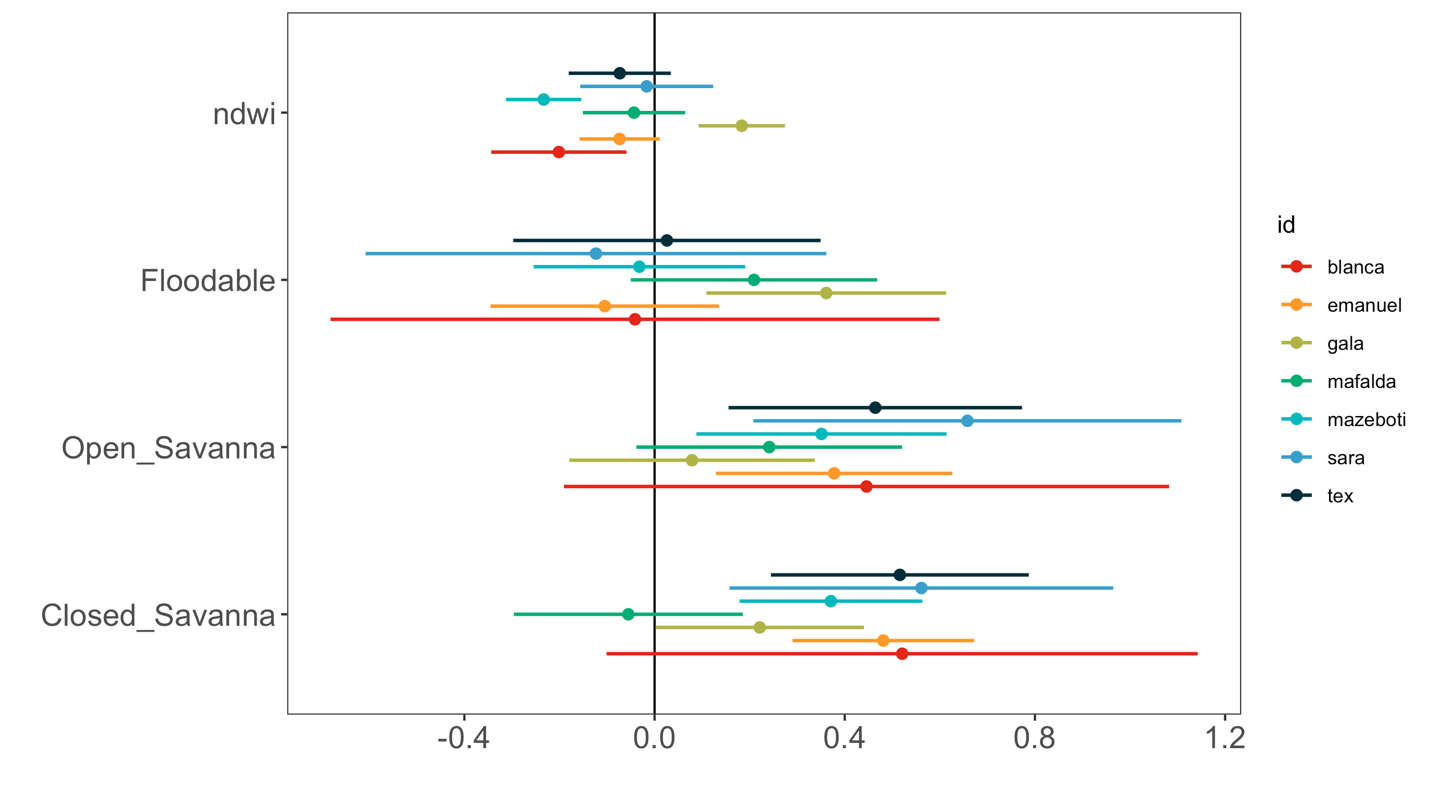 ndwi
Floodable
Open_Savanna
Closed_Savanna
-0.4 0.0 0.4 0.8 1.2
id
blanca
emanuel
gala
mafalda
mazeboti
sara
tex